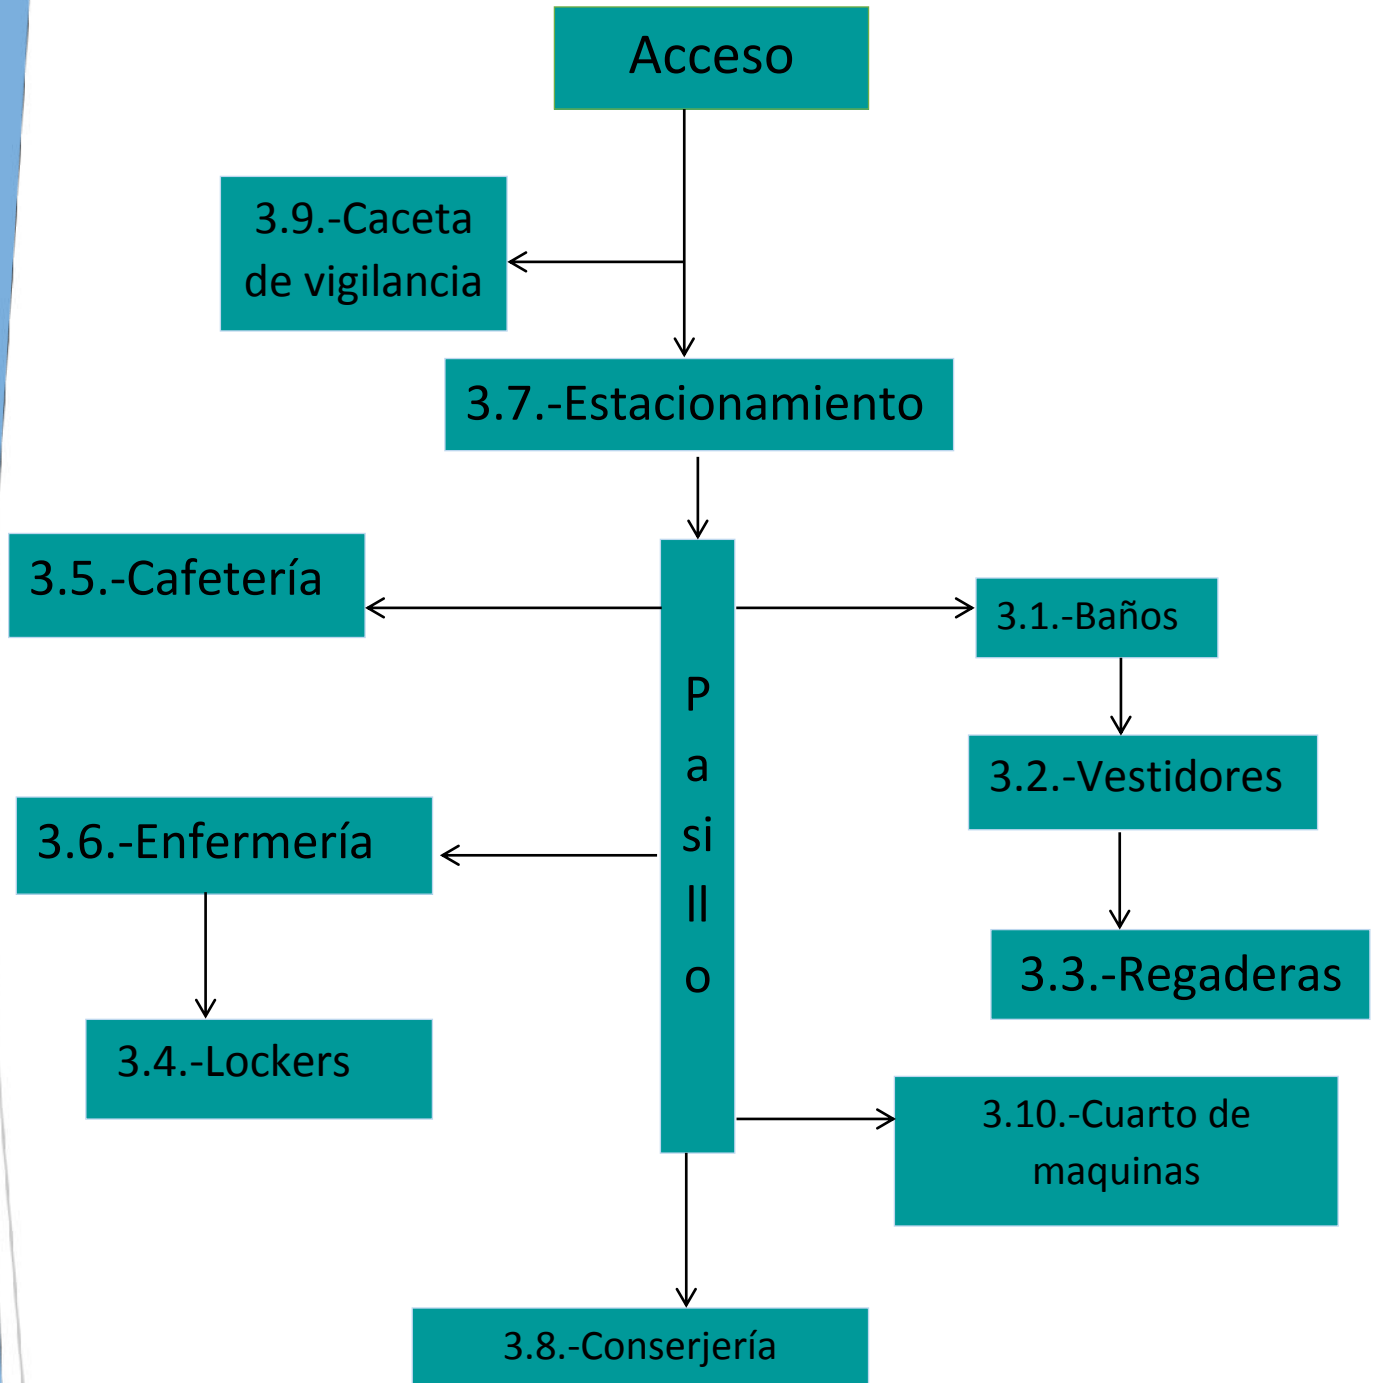 Acceso
3.9.-Caceta
de vigilancia
3.7.-Estacionamiento
3.5.-Cafetería
3.1.-Baños
P
a
si
ll
o
3.2.-Vestidores
3.6.-Enfermería
3.3.-Regaderas
3.4.-Lockers
3.10.-Cuarto de
maquinas
3.8.-Conserjería